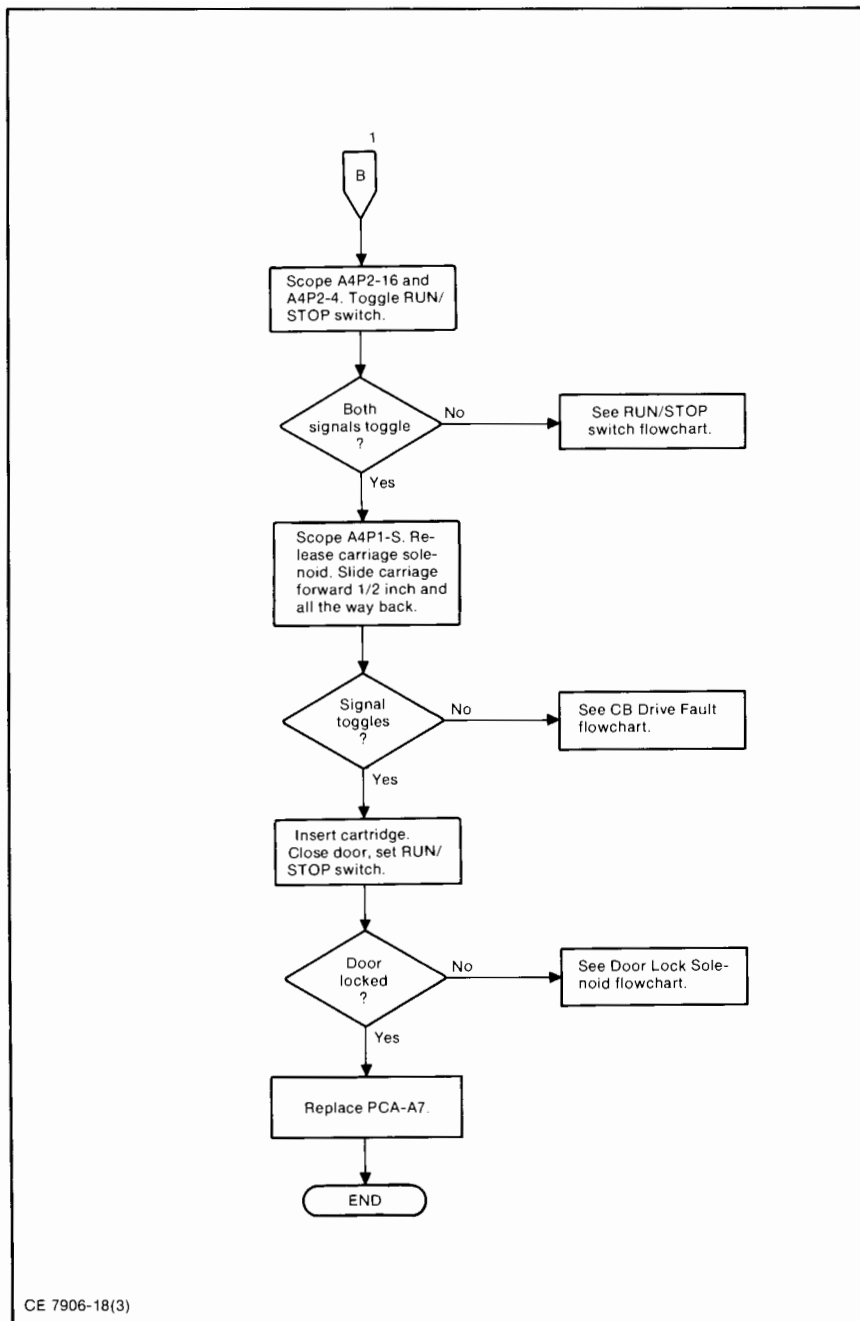 1
B
Scope A4P2-16 and
A4P2-4. Toggle RUN/
STOP switch.
Both
signals toggle
?
No
See RUN/STOP
switch flowchart.
Yes
Scope A4P1-S. Re-
lease carriage sole-
noid. Slide carriage
forward 1/2 inch and
all the way back.
Signal
toggles
?
No
See CB Drive Fault
flowchart.
Yes
Insert cartridge.
Close door, set RUN/
STOP switch.
Door
locked
?
No
See Door Lock Sole-
noid flowchart.
Yes
Replace PCA-A7.
END
CE 7906-18(3)